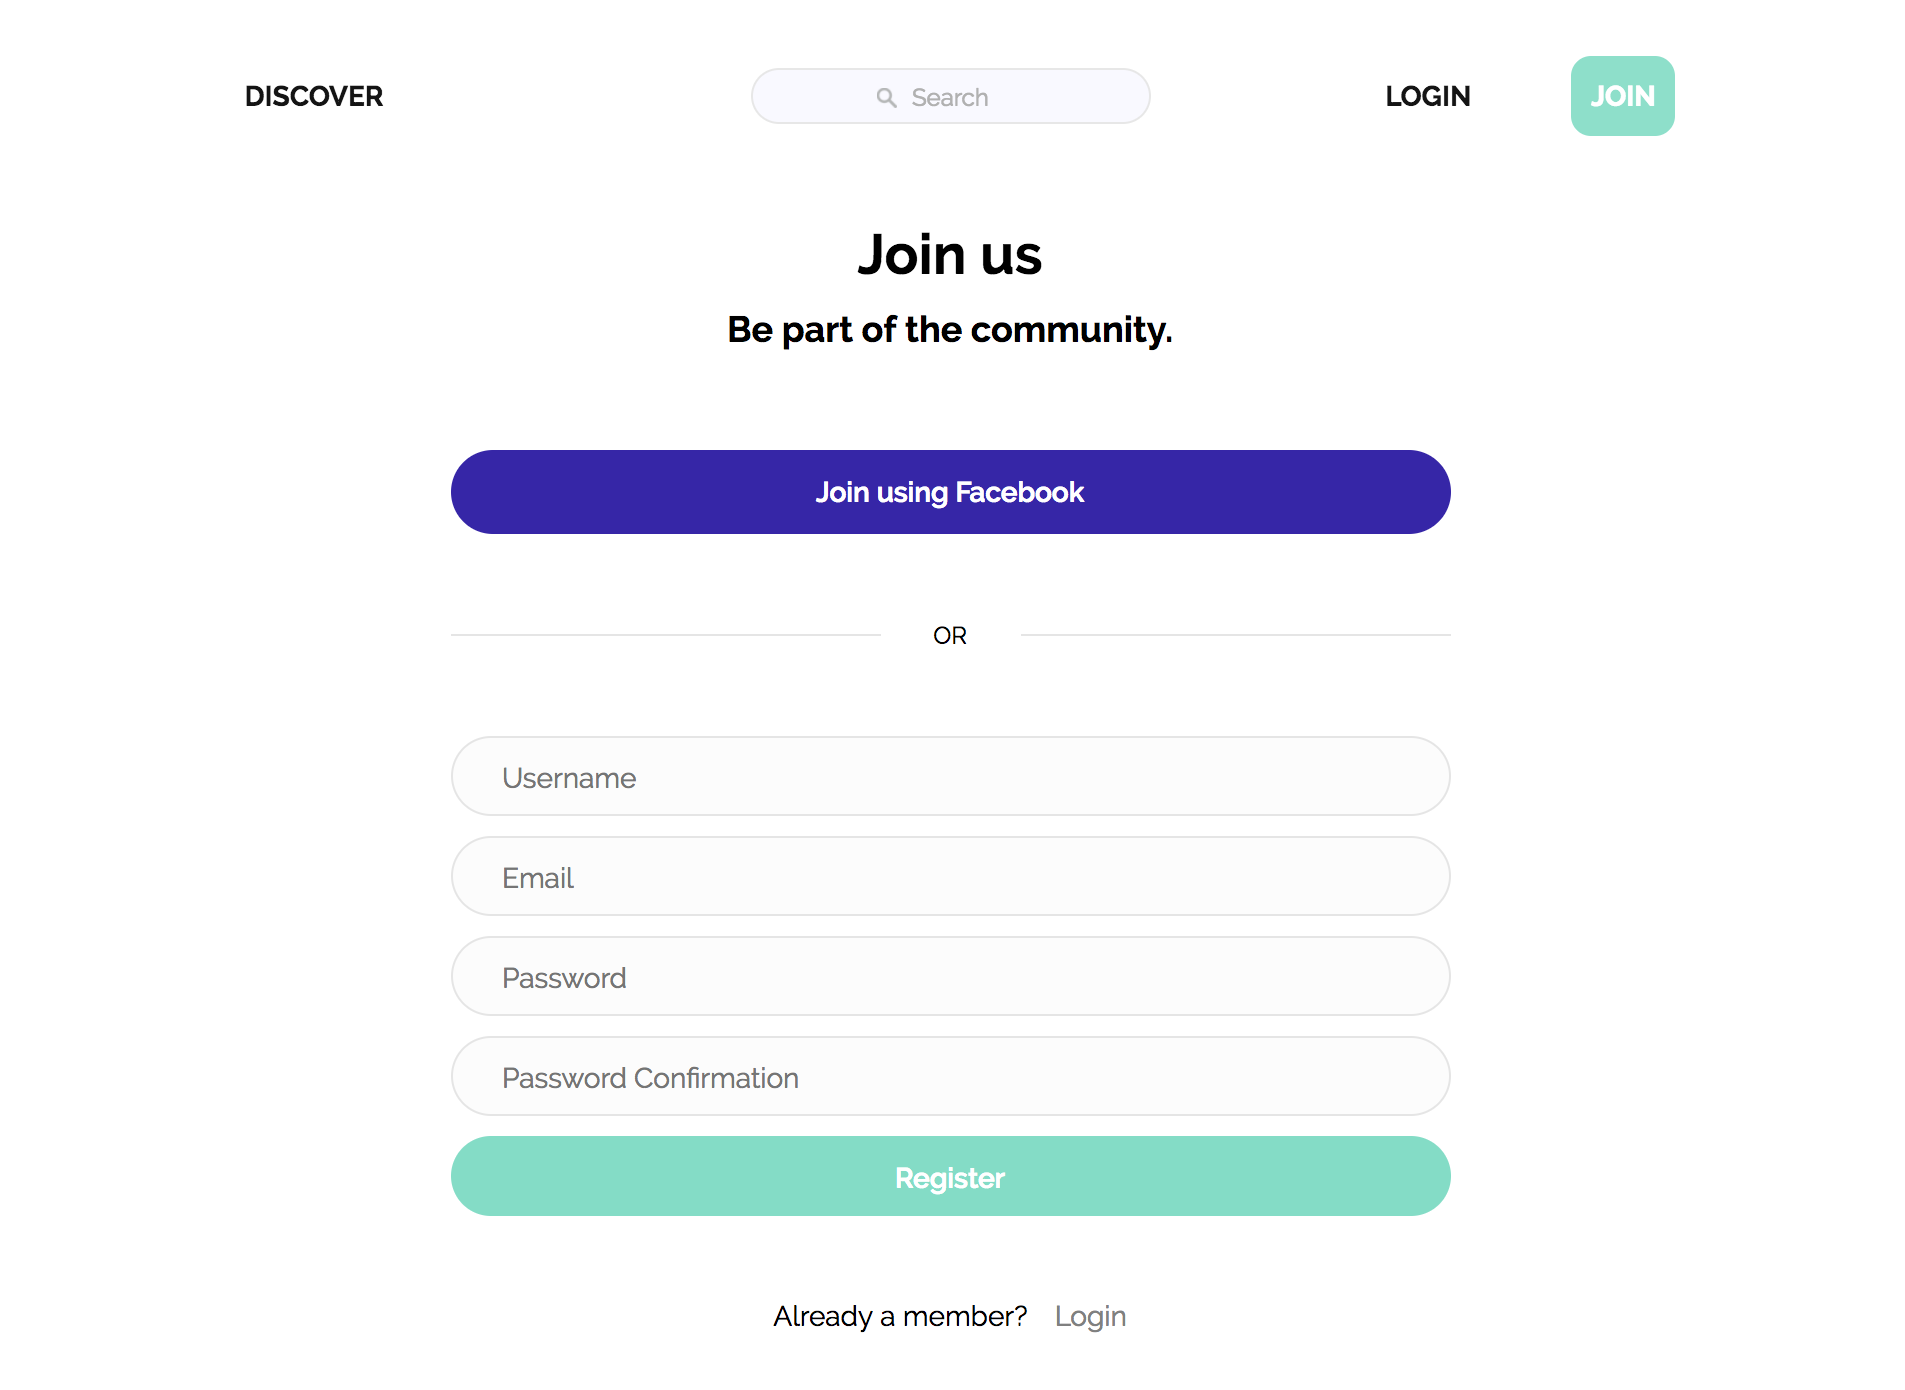 DISCOVER
Search
LOGIN
JOIN
Join us
Be part of the community.
Join using Facebook
OR
Username
Email
Password
Password Confirmation
Register
Already a member? Login